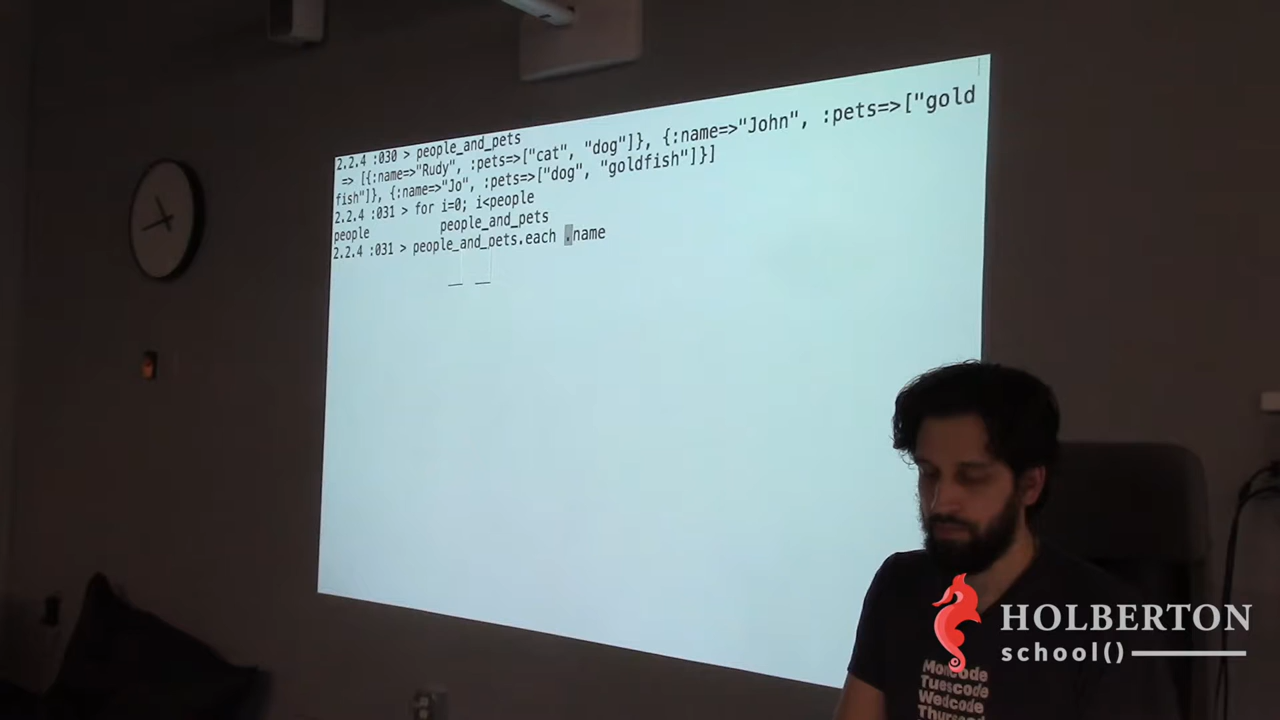 2.2.4 :030 > people_and_pets
=> [{:name=>"Rudy", :pets=>["cat", "dog"]}, {:name=>"John", :pets=>["gold
fish"]}, {:name=>"Jo", :pets=>["dog", "goldfish"]}]
2.2.4 :031 > for i=0; i<people
people people_and_pets
2.2.4 :031 > people_and_pets.each .name
HOLBERTON
school()
Moncode
Tuescode
Wedcode